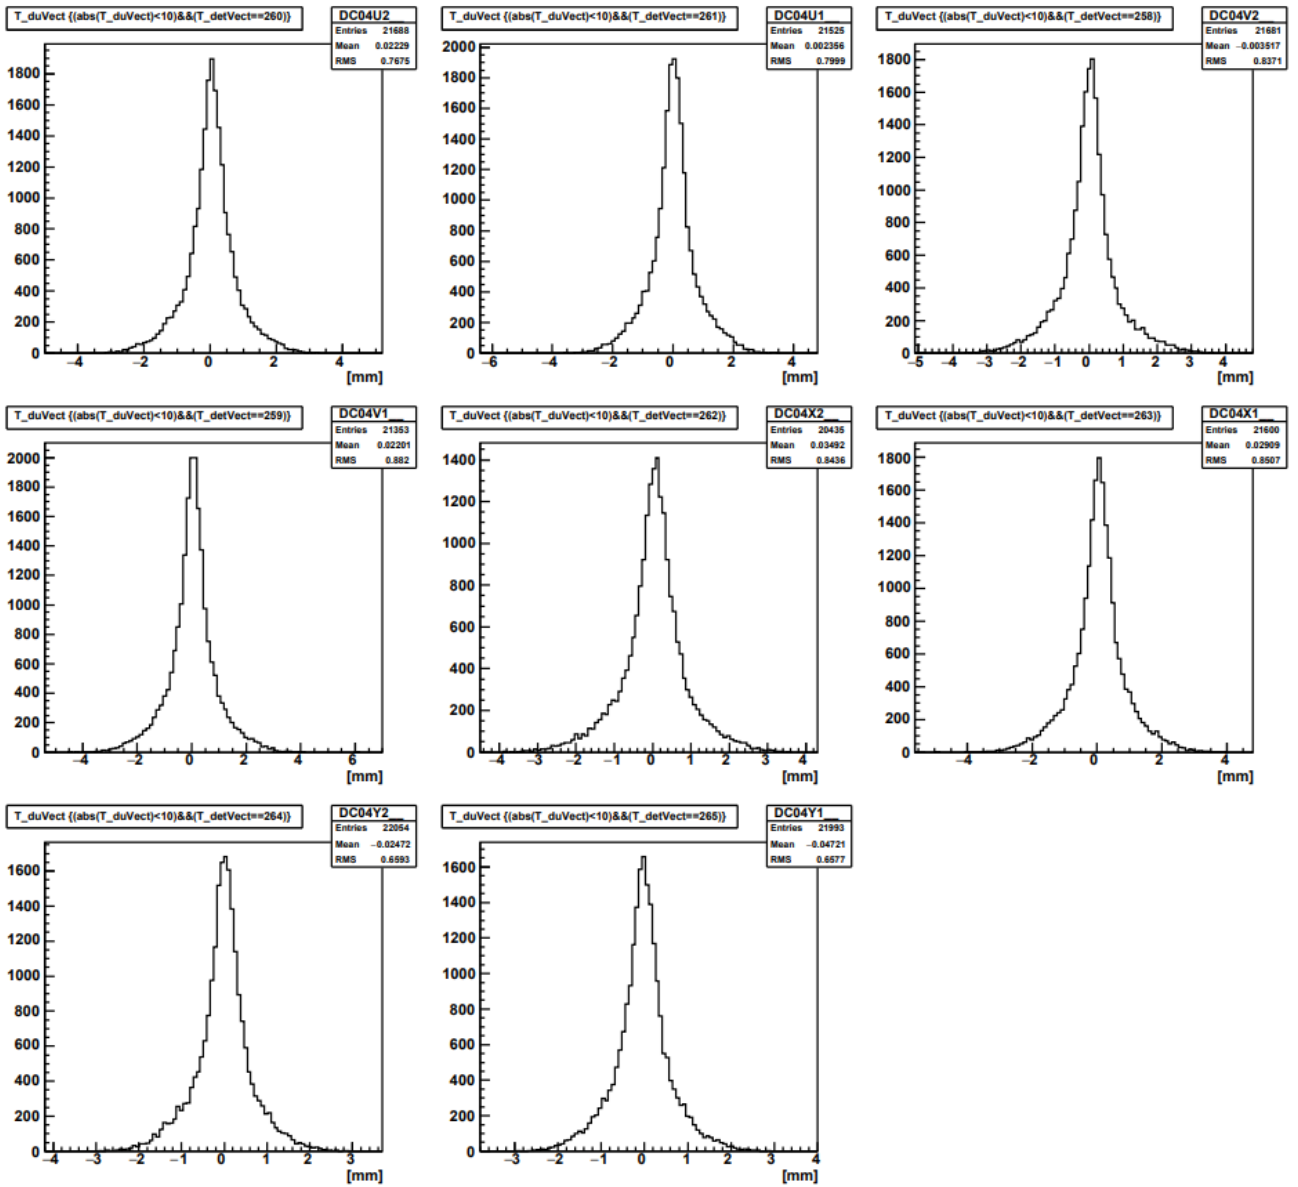 T_duVect {(abs(T_duVect)<10)&&(T_detVect==260)}
DC04U2__
Entries 21688
Mean 0.02229
RMS 0.7675
1800
1600
1400
1200
1000
800
600
400
200
0
−4 −2 0 2 4
[mm]
T_duVect {(abs(T_duVect)<10)&&(T_detVect==261)}
DC04U1__
Entries 21525
Mean 0.002356
RMS 0.7999
2000
1800
1600
1400
1200
1000
800
600
400
200
0
−6 −4 −2 0 2 4
[mm]
T_duVect {(abs(T_duVect)<10)&&(T_detVect==258)}
DC04V2__
Entries 21681
Mean −0.003517
RMS 0.8371
1800
1600
1400
1200
1000
800
600
400
200
0
−5 −4 −3 −2 −1 0 1 2 3 4
[mm]
T_duVect {(abs(T_duVect)<10)&&(T_detVect==259)}
DC04V1__
Entries 21353
Mean 0.02201
RMS 0.882
2000
1800
1600
1400
1200
1000
800
600
400
200
0
−4 −2 0 2 4 6
[mm]
T_duVect {(abs(T_duVect)<10)&&(T_detVect==262)}
DC04X2__
Entries 20435
Mean 0.03492
RMS 0.8436
1400
1200
1000
800
600
400
200
0
−4 −3 −2 −1 0 1 2 3 4
[mm]
T_duVect {(abs(T_duVect)<10)&&(T_detVect==263)}
DC04X1__
Entries 21600
Mean 0.02909
RMS 0.8507
1800
1600
1400
1200
1000
800
600
400
200
0
−4 −2 0 2 4
[mm]
T_duVect {(abs(T_duVect)<10)&&(T_detVect==264)}
DC04Y2__
Entries 22054
Mean −0.02472
RMS 0.6593
1600
1400
1200
1000
800
600
400
200
0
−4 −3 −2 −1 0 1 2 3
[mm]
T_duVect {(abs(T_duVect)<10)&&(T_detVect==265)}
DC04Y1__
Entries 21993
Mean −0.04721
RMS 0.6577
1600
1400
1200
1000
800
600
400
200
0
−3 −2 −1 0 1 2 3 4
[mm]